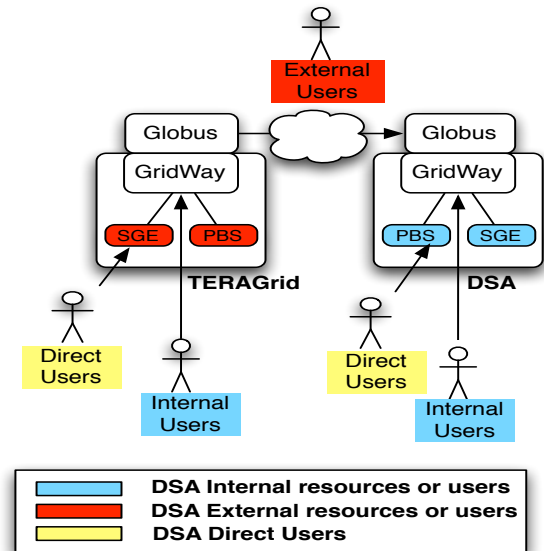 External
Users
Globus
Globus
GridWay
GridWay
SGE
PBS
PBS
SGE
TERAGrid
DSA
Direct
Users
Direct
Users
Internal
Users
Internal
Users
DSA Internal resources or users
DSA External resources or users
DSA Direct Users